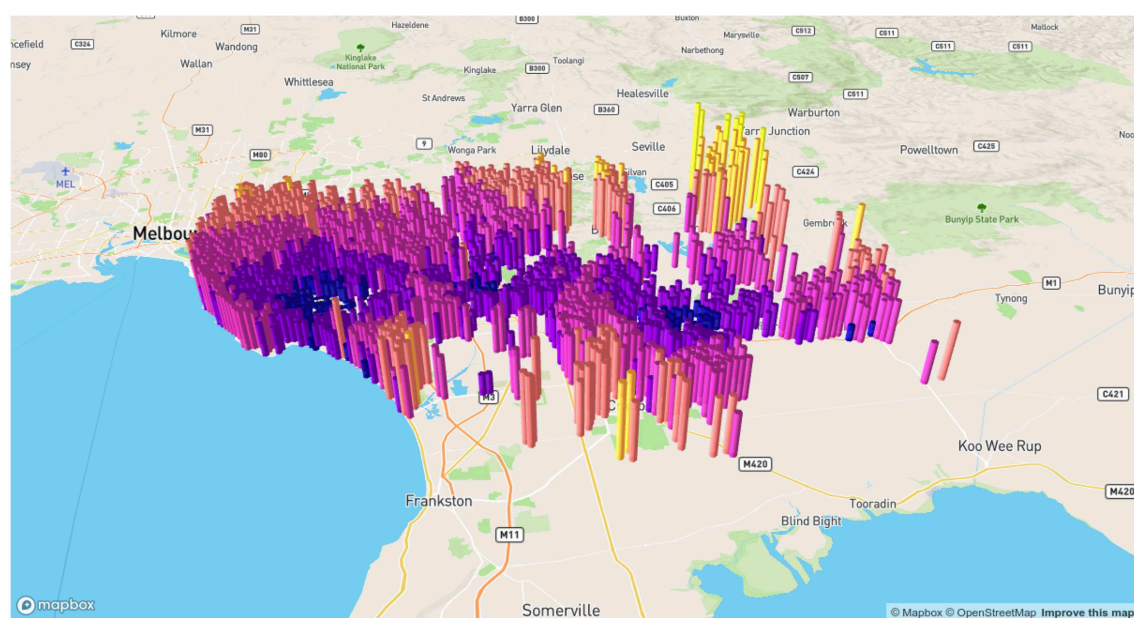 B300
Buxton
Matlock
Hazeldene
ncefield
C324
Kilmore
M31
Wandong
Marysville
C512
C511
C511
C511
nsey
Wallan
Kinglake
National Park
Narbethong
Toolangi
Kinglake
B300
C507
Whittlesea
Healesville
C511
St Andrews
Yarra Glen
B360
Warburton
M31
9
Yarra Junction
Noo
M80
Wonga Park
Lilydale
Seville
Powelltown
C425
MEL
Silvan
C405
C424
C406
Bunyip State Park
Gembrook
Melbou
M1
Bunyip
Tynong
M3
C421
Koo Wee Rup
M420
M420
Frankston
Tooradin
Blind Bight
M11
Somerville
mapbox
© Mapbox © OpenStreetMap Improve this map